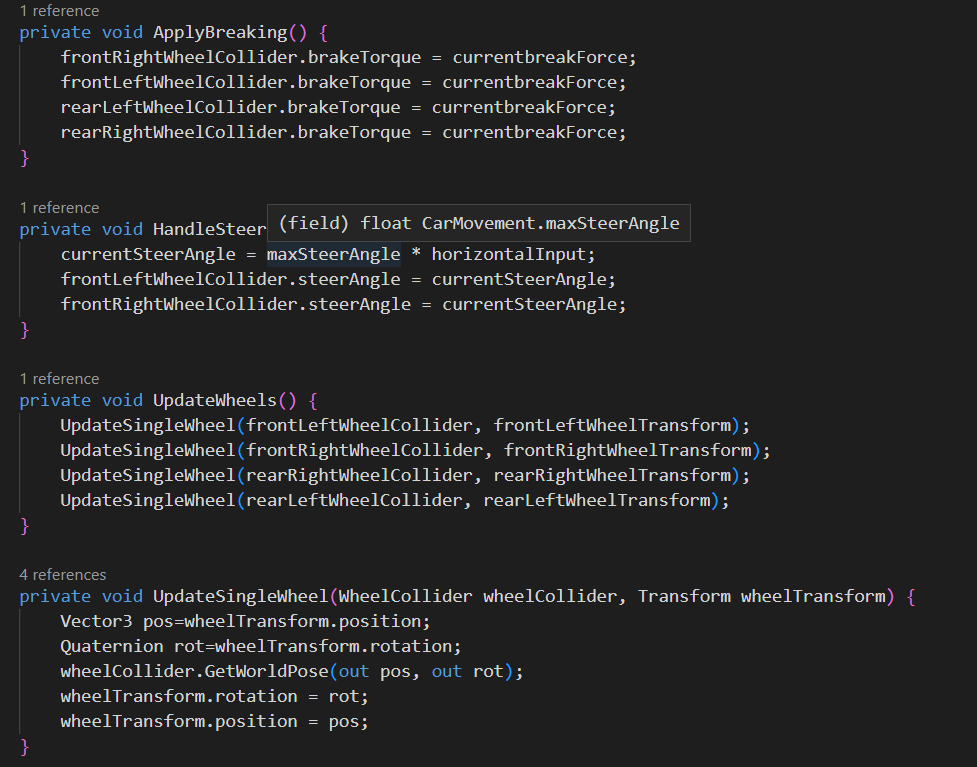 1 reference
private void ApplyBreaking() {
frontRightWheelCollider.brakeTorque = currentbreakForce;
frontLeftWheelCollider.brakeTorque = currentbreakForce;
rearLeftWheelCollider.brakeTorque = currentbreakForce;
rearRightWheelCollider.brakeTorque = currentbreakForce;
}
1 reference
private void HandleSteer
(field) float CarMovement.maxSteerAngle
currentSteerAngle = maxSteerAngle * horizontalInput;
frontLeftWheelCollider.steerAngle = currentSteerAngle;
frontRightWheelCollider.steerAngle = currentSteerAngle;
}
1 reference
private void UpdateWheels() {
UpdateSingleWheel(frontLeftWheelCollider, frontLeftWheelTransform);
UpdateSingleWheel(frontRightWheelCollider, frontRightWheelTransform);
UpdateSingleWheel(rearRightWheelCollider, rearRightWheelTransform);
UpdateSingleWheel(rearLeftWheelCollider, rearLeftWheelTransform);
}
4 references
private void UpdateSingleWheel(WheelCollider wheelCollider, Transform wheelTransform) {
Vector3 pos=wheelTransform.position;
Quaternion rot=wheelTransform.rotation;
wheelCollider.GetWorldPose(out pos, out rot);
wheelTransform.rotation = rot;
wheelTransform.position = pos;
}